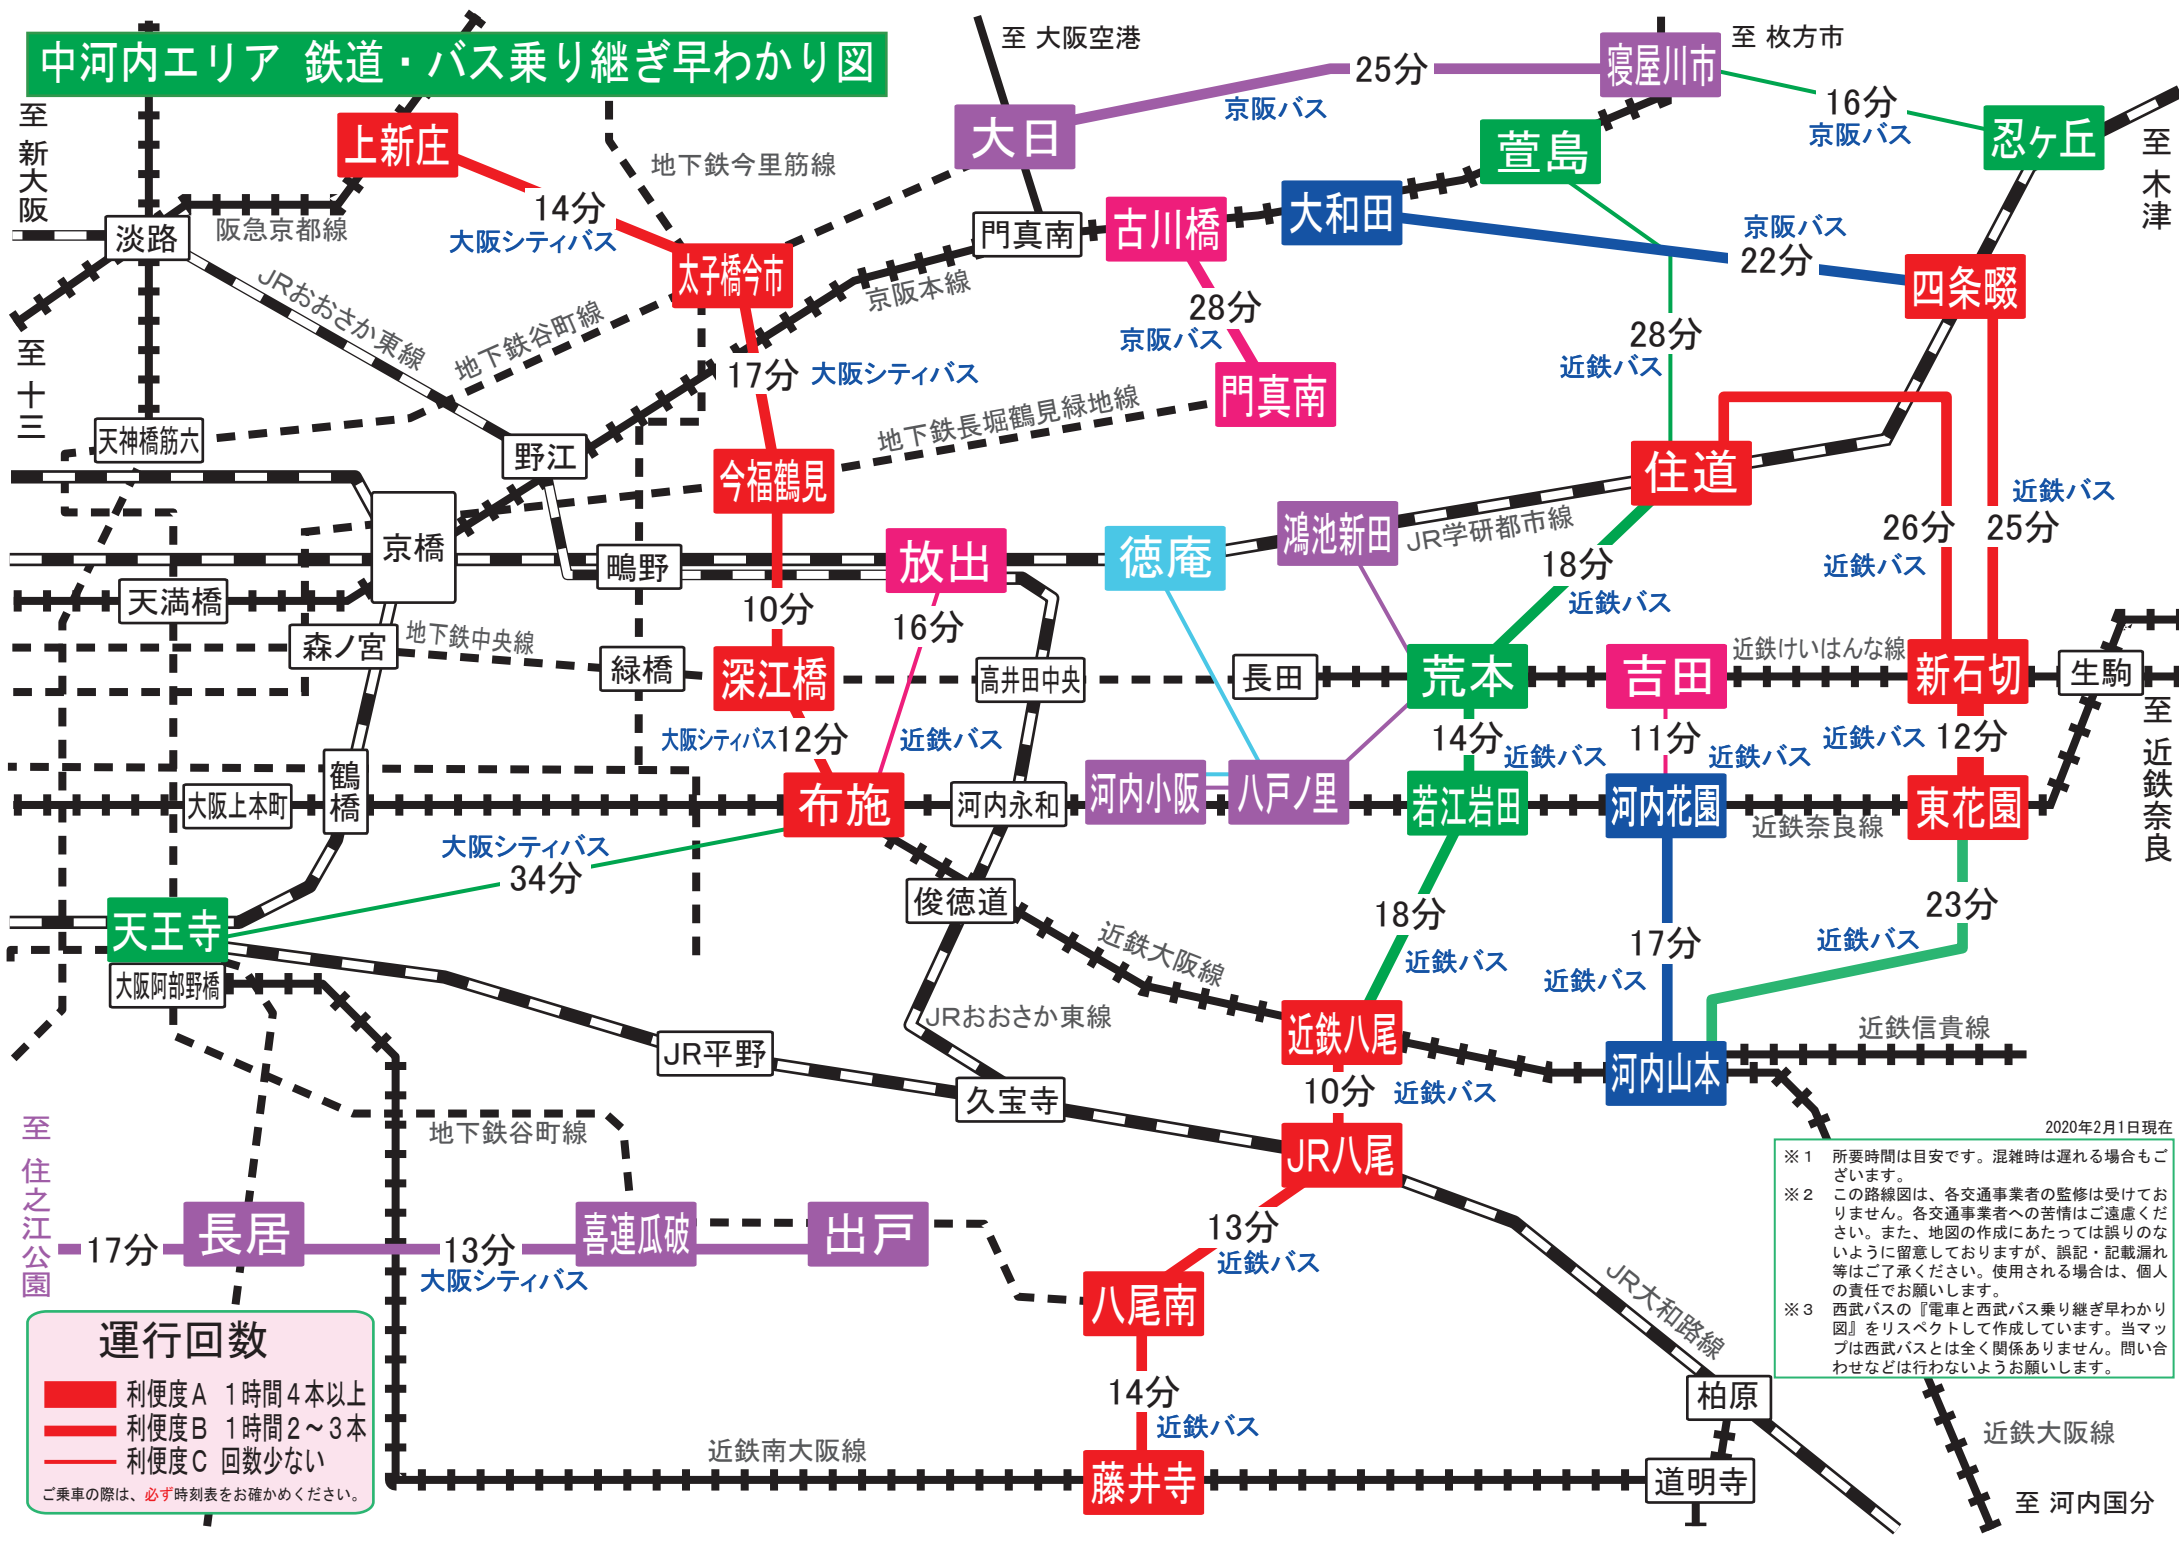 中河内エリア 鉄道・バス乗り継ぎ早わかり図
至 大阪空港
至 枚方市
至 新大阪
上新庄
大日
25分
京阪バス
寝屋川市
16分
京阪バス
忍ヶ丘
至 木津
萱島
地下鉄今里筋線
14分
大阪シティバス
阪急京都線
淡路
門真南
古川橋
大和田
京阪バス
22分
四条畷
太子橋今市
JRおおさか東線
地下鉄谷町線
京阪本線
28分
京阪バス
28分
近鉄バス
至 十三
17分
大阪シティバス
門真南
地下鉄長堀鶴見緑地線
天神橋筋六
野江
今福鶴見
住道
近鉄バス
26分
25分
近鉄バス
京橋
鴫野
放出
徳庵
鴻池新田
JR学研都市線
18分
近鉄バス
天満橋
10分
16分
森ノ宮
地下鉄中央線
緑橋
深江橋
高井田中央
長田
荒本
吉田
近鉄けいはんな線
新石切
生駒
大阪シティバス
12分
近鉄バス
14分
近鉄バス
11分
近鉄バス
近鉄バス
12分
至 近鉄奈良
鶴橋
大阪上本町
布施
河内永和
河内小阪
八戸ノ里
若江岩田
河内花園
近鉄奈良線
東花園
大阪シティバス
34分
俊徳道
18分
近鉄バス
17分
近鉄バス
23分
近鉄バス
天王寺
大阪阿部野橋
近鉄大阪線
JRおおさか東線
近鉄八尾
近鉄信貴線
河内山本
JR平野
久宝寺
10分
近鉄バス
地下鉄谷町線
JR八尾
至 住之江公園
17分
長居
13分
大阪シティバス
喜連瓜破
出戸
13分
近鉄バス
八尾南
JR大和路線
14分
近鉄バス
柏原
近鉄南大阪線
藤井寺
道明寺
近鉄大阪線
至 河内国分
2020年2月1日現在
※1 所要時間は目安です。混雑時は遅れる場合もご
ざいます。
※2 この路線図は、各交通事業者の監修は受けてお
りません。各交通事業者への苦情はご遠慮くだ
さい。また、地図の作成にあたっては誤りのな
いように留意しておりますが、誤記・記載漏れ
等はご了承ください。使用される場合は、個人
の責任でお願いします。
※3 西武バスの『電車と西武バス乗り継ぎ早わかり
図』をリスペクトして作成しています。当マッ
プは西武バスとは全く関係ありません。問い合
わせなどは行わないようお願いします。
運行回数
利便度A 1時間4本以上
利便度B 1時間2～3本
利便度C 回数少ない
ご乗車の際は、必ず時刻表をお確かめください。